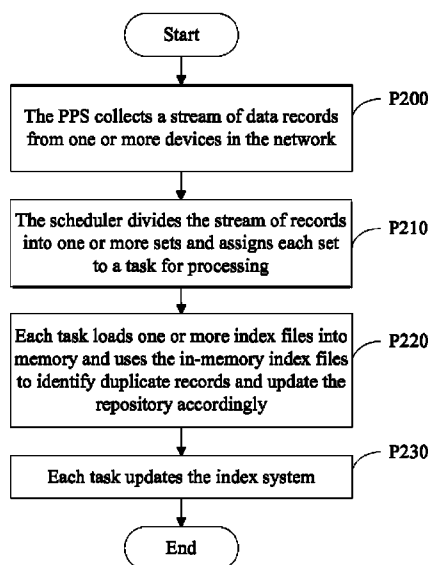 Start
The PPS collects a stream of data records
from one or more devices in the network
P200
The scheduler divides the stream of records
into one or more sets and assigns each set
to a task for processing
P210
Each task loads one or more index files into
memory and uses the in-memory index files
to identify duplicate records and update the
repository accordingly
P220
Each task updates the index system
P230
End